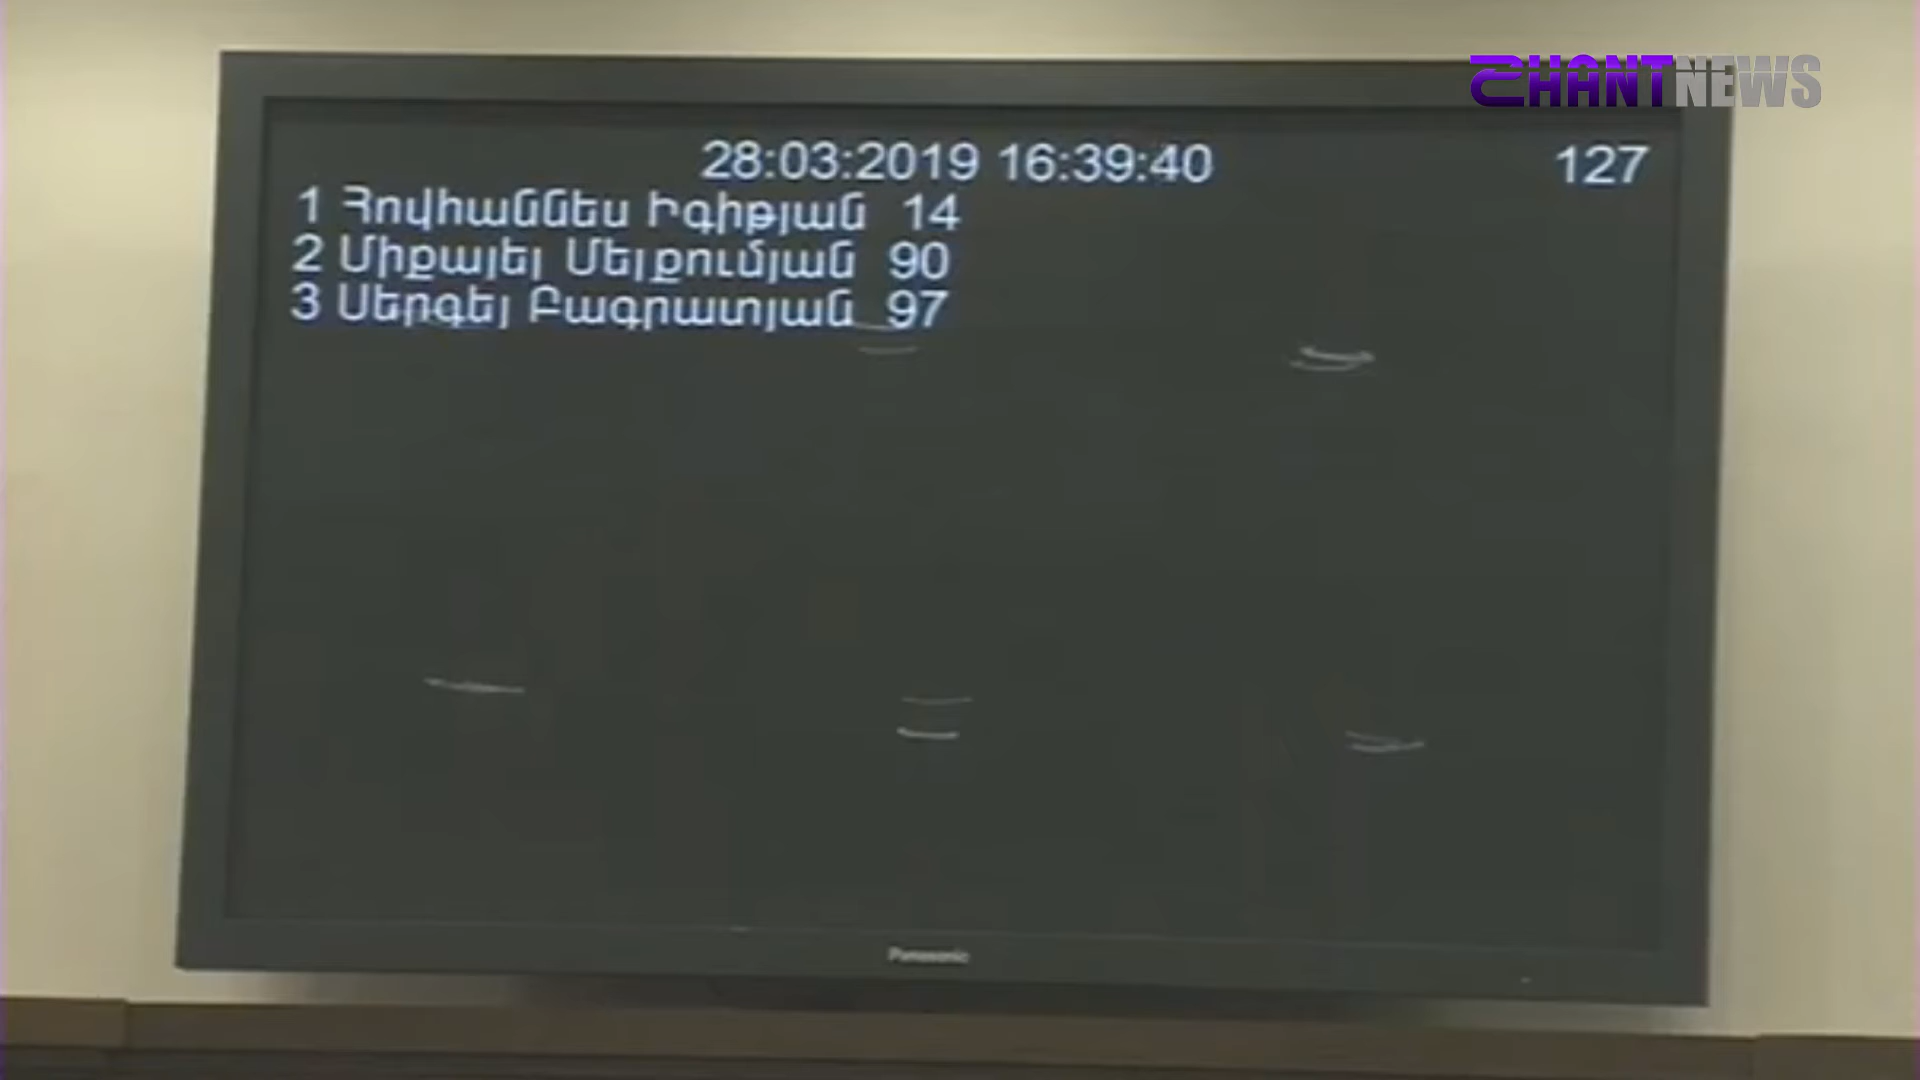 SHANTNEWS
28:03:2019 16:39:40 127
1 Հովհաննես Իգիթյան 14
2 Միքայել Մելքումյան 90
3 Սերգեյ Բագրատյան 97
Panasonic